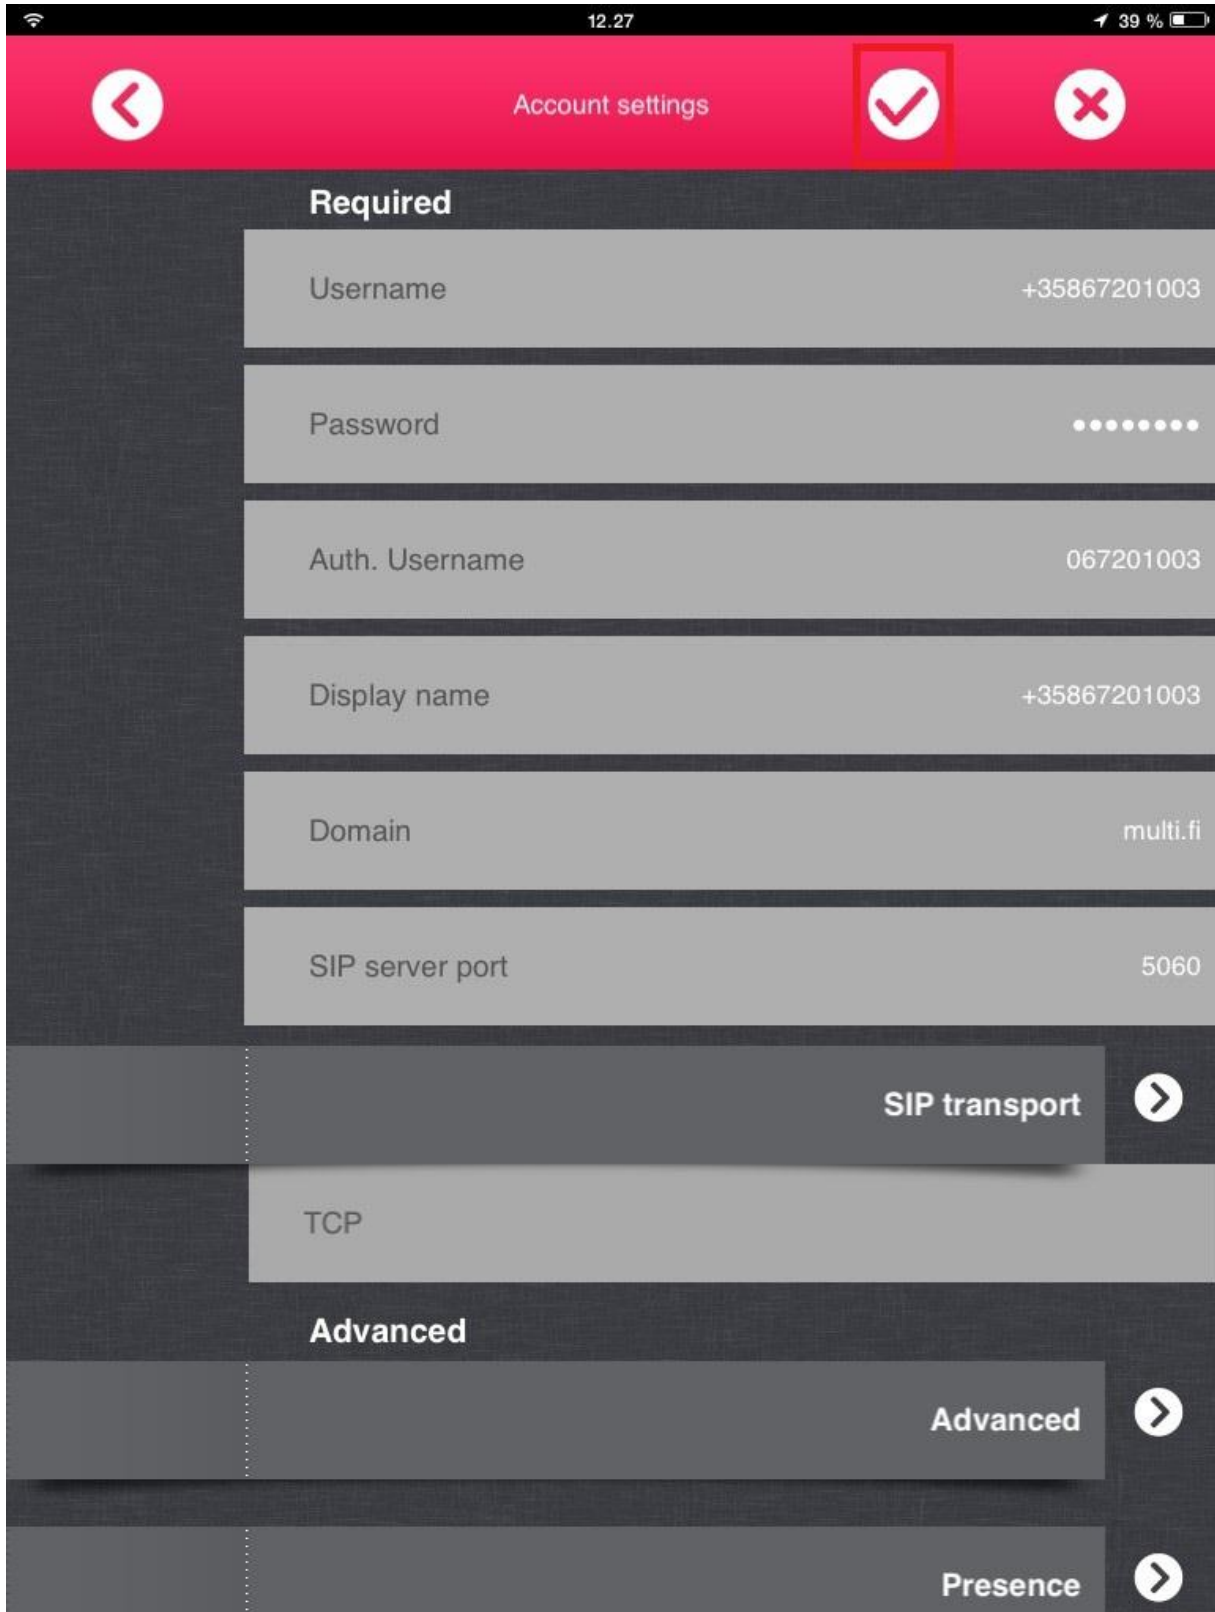 12.27
39 %
Account settings
Required
Username +35867201003
Password ••••••••
Auth. Username 067201003
Display name +35867201003
Domain multi.fi
SIP server port 5060
SIP transport
TCP
Advanced
Advanced
Presence